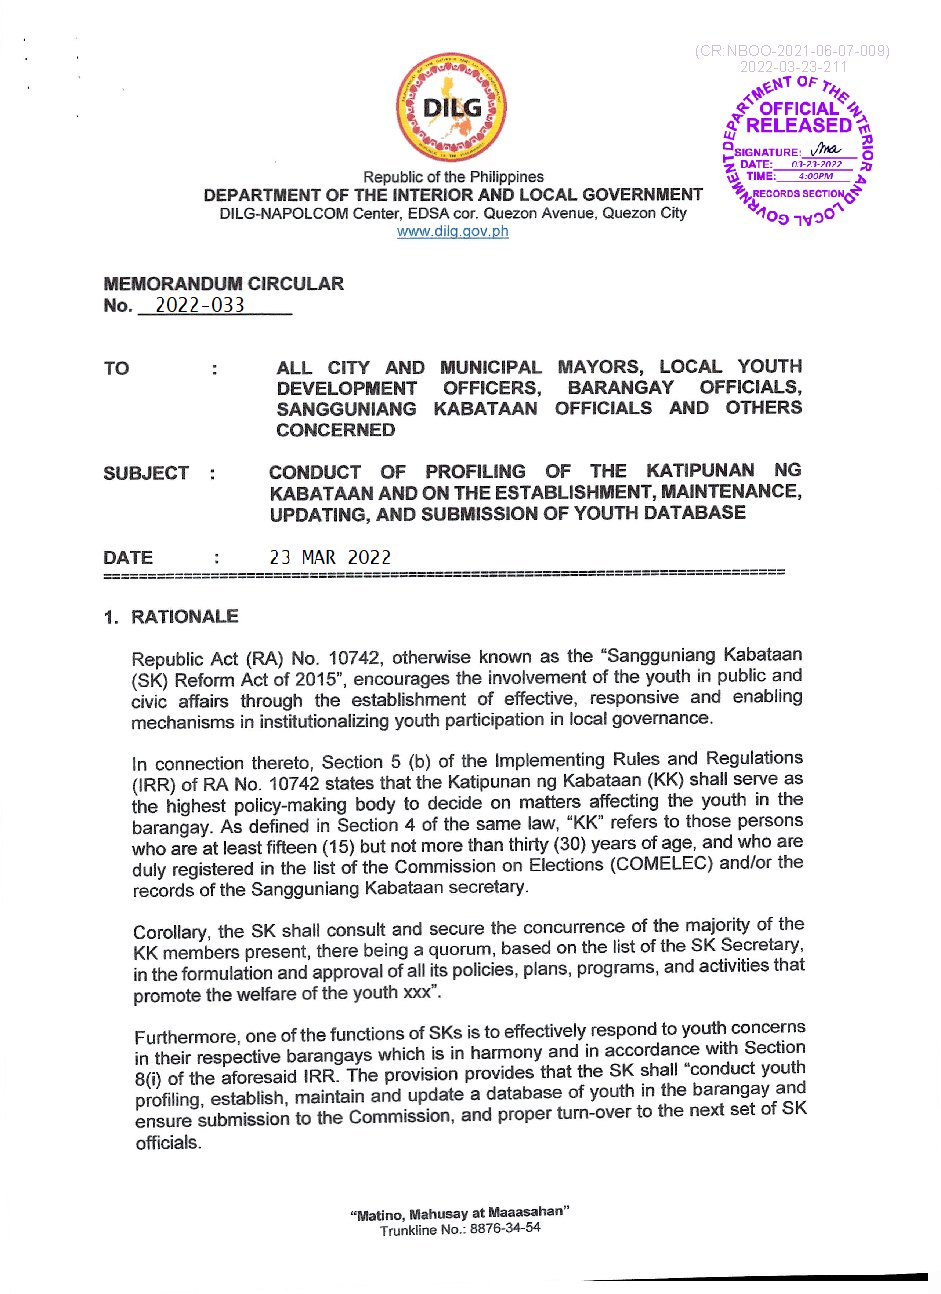 (CR:NBOO-2021-06-07-009)
2022-03-23-211
DILG
DEPARTMENT OF THE INTERIOR AND LOCAL GOVERNMENT
OFFICIAL
RELEASED
SIGNATURE:
DATE: 03-23-2022
TIME: 4:00PM
RECORDS SECTION
Republic of the Philippines
DEPARTMENT OF THE INTERIOR AND LOCAL GOVERNMENT
DILG-NAPOLCOM Center, EDSA cor. Quezon Avenue, Quezon City
www.dilg.gov.ph
MEMORANDUM CIRCULAR
No. 2022-033
TO : ALL CITY AND MUNICIPAL MAYORS, LOCAL YOUTH
DEVELOPMENT OFFICERS, BARANGAY OFFICIALS,
SANGGUNIANG KABATAAN OFFICIALS AND OTHERS
CONCERNED
SUBJECT : CONDUCT OF PROFILING OF THE KATIPUNAN NG
KABATAAN AND ON THE ESTABLISHMENT, MAINTENANCE,
UPDATING, AND SUBMISSION OF YOUTH DATABASE
DATE : 23 MAR 2022
1. RATIONALE
Republic Act (RA) No. 10742, otherwise known as the “Sangguniang Kabataan
(SK) Reform Act of 2015”, encourages the involvement of the youth in public and
civic affairs through the establishment of effective, responsive and enabling
mechanisms in institutionalizing youth participation in local governance.
In connection thereto, Section 5 (b) of the Implementing Rules and Regulations
(IRR) of RA No. 10742 states that the Katipunan ng Kabataan (KK) shall serve as
the highest policy-making body to decide on matters affecting the youth in the
barangay. As defined in Section 4 of the same law, “KK” refers to those persons
who are at least fifteen (15) but not more than thirty (30) years of age, and who are
duly registered in the list of the Commission on Elections (COMELEC) and/or the
records of the Sangguniang Kabataan secretary.
Corollary, the SK shall consult and secure the concurrence of the majority of the
KK members present, there being a quorum, based on the list of the SK Secretary,
in the formulation and approval of all its policies, plans, programs, and activities that
promote the welfare of the youth xxx”.
Furthermore, one of the functions of SKs is to effectively respond to youth concerns
in their respective barangays which is in harmony and in accordance with Section
8(i) of the aforesaid IRR. The provision provides that the SK shall “conduct youth
profiling, establish, maintain and update a database of youth in the barangay and
ensure submission to the Commission, and proper turn-over to the next set of SK
officials.
“Matino, Mahusay at Maaasahan”
Trunkline No.: 8876-34-54